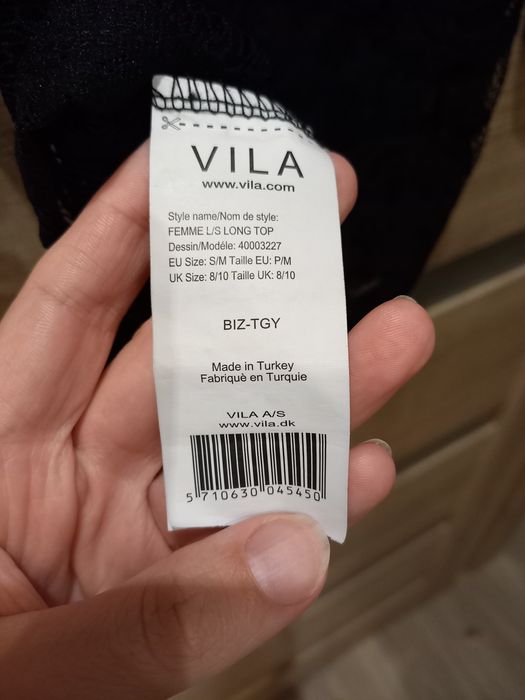 VILA
www.vila.com
Style name/Nom de style:
FEMME L/S LONG TOP
Dessin/Modéle: 40003227
EU Size: S/M Taille EU: P/M
UK Size: 8/10 Taille UK: 8/10
BIZ-TGY
Made in Turkey
Fabriquè en Turquie
VILA A/S
www.vila.dk
5 710630 045450